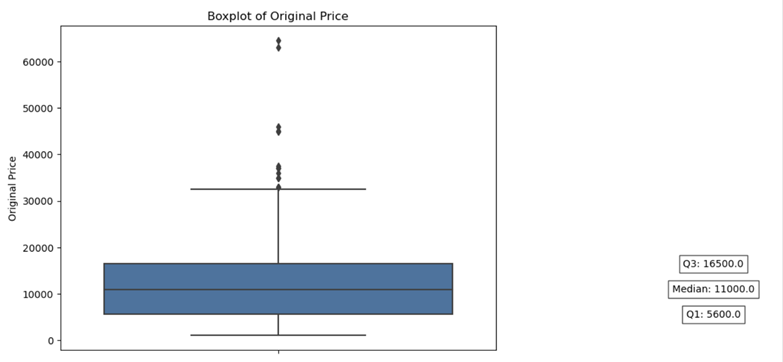 Boxplot of Original Price
60000
50000
40000
30000
20000
10000
0
Original Price
Q3: 16500.0
Median: 11000.0
Q1: 5600.0